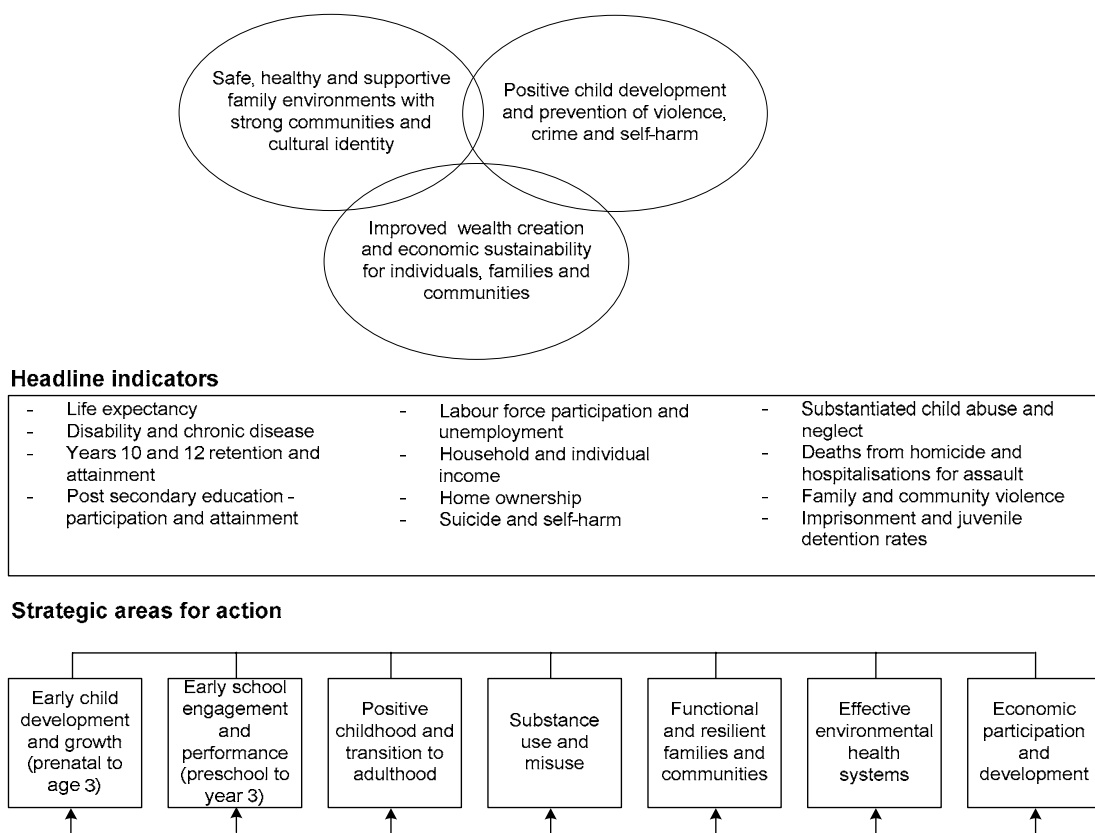 Safe, healthy and supportive
family environments with
strong communities and
cultural identity
Positive child development
and prevention of violence,
crime and self-harm
Improved wealth creation
and economic sustainability
for individuals, families and
communities
Headline indicators
- Life expectancy
- Disability and chronic disease
- Years 10 and 12 retention and
attainment
- Post secondary education -
participation and attainment
- Labour force participation and
unemployment
- Household and individual
income
- Home ownership
- Suicide and self-harm
- Substantiated child abuse and
neglect
- Deaths from homicide and
hospitalisations for assault
- Family and community violence
- Imprisonment and juvenile
detention rates
Strategic areas for action
Early child
development
and growth
(prenatal to
age 3)
Early school
engagement
and
performance
(preschool to
year 3)
Positive
childhood and
transition to
adulthood
Substance
use and
misuse
Functional
and resilient
families and
communities
Effective
environmental
health
systems
Economic
participation
and
development